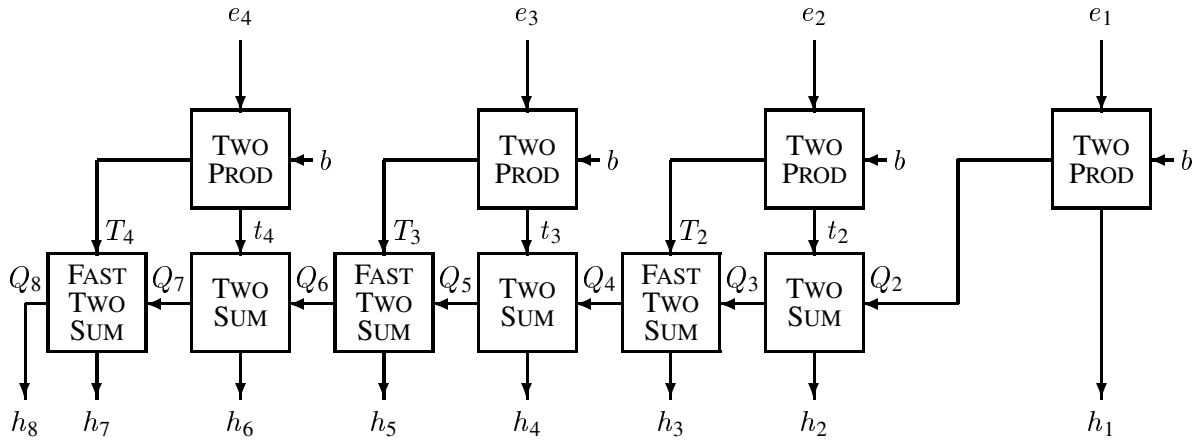 e4 e3 e2 e1
TWO PROD b TWO PROD b TWO PROD b TWO PROD b
T4 t4 T3 t3 T2 t2
Q8 FAST TWO SUM Q7 TWO SUM Q6 FAST TWO SUM Q5 TWO SUM Q4 FAST TWO SUM Q3 TWO SUM Q2
h8 h7 h6 h5 h4 h3 h2 h1